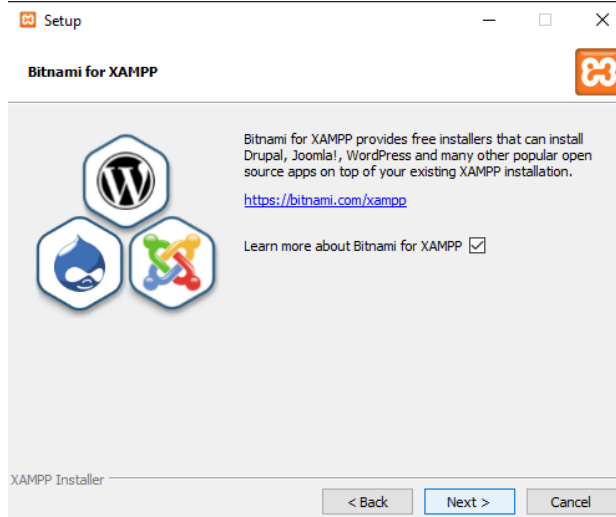 Setup
Bitnami for XAMPP
Bitnami for XAMPP provides free installers that can install
Drupal, Joomla!, WordPress and many other popular open
source apps on top of your existing XAMPP installation.
https://bitnami.com/xampp
Learn more about Bitnami for XAMPP
XAMPP Installer
< Back Next > Cancel